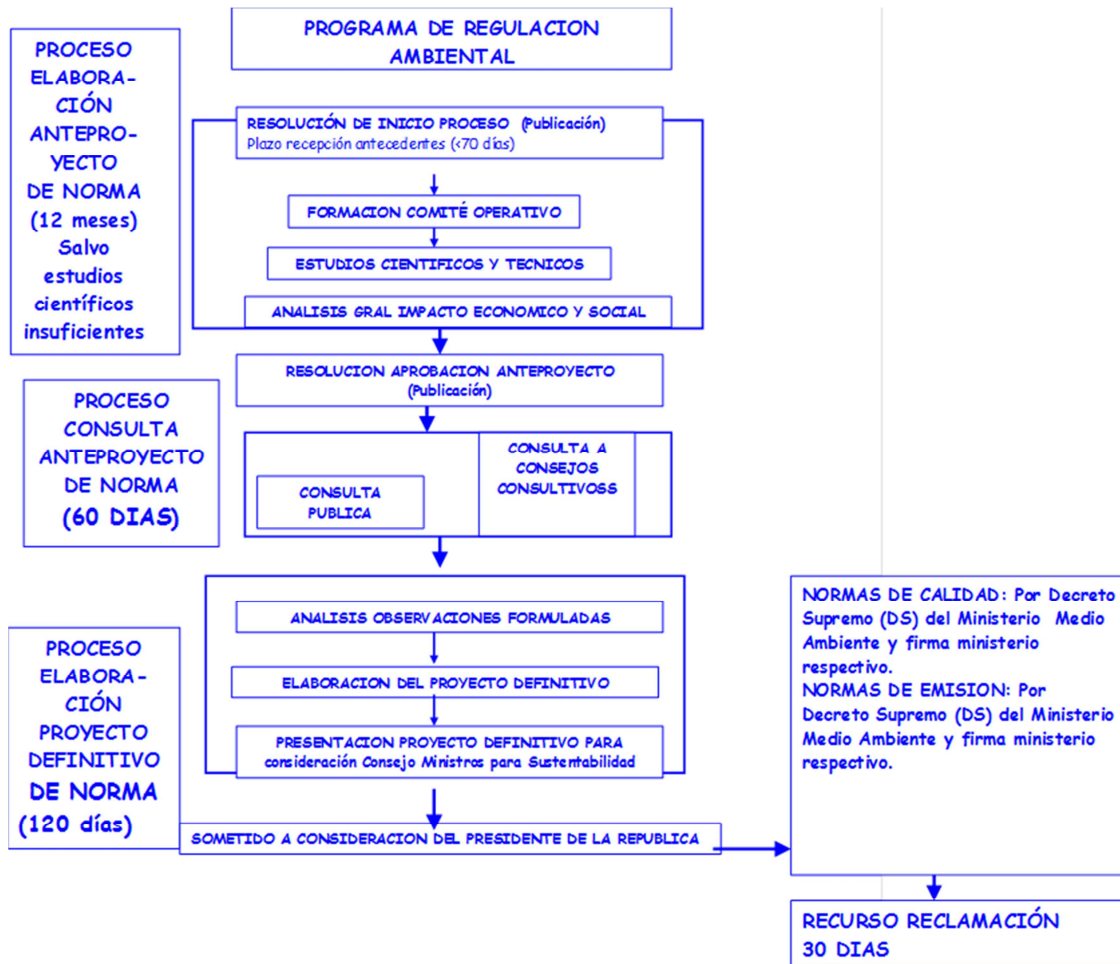 PROGRAMA DE REGULACION
AMBIENTAL
PROCESO
ELABORA-
CIÓN
ANTEPRO-
YECTO
DE NORMA
(12 meses)
Salvo
estudios
científicos
insuficientes
RESOLUCIÓN DE INICIO PROCESO (Publicación)
Plazo recepción antecedentes (<70 días)
FORMACION COMITÉ OPERATIVO
ESTUDIOS CIENTIFICOS Y TECNICOS
ANALISIS GRAL IMPACTO ECONOMICO Y SOCIAL
RESOLUCION APROBACION ANTEPROYECTO
(Publicación)
PROCESO
CONSULTA
ANTEPROYECTO
DE NORMA
(60 DIAS)
CONSULTA
PUBLICA
CONSULTA A
CONSEJOS
CONSULTIVOSS
PROCESO
ELABORA-
CIÓN
PROYECTO
DEFINITIVO
DE NORMA
(120 días)
ANALISIS OBSERVACIONES FORMULADAS
ELABORACION DEL PROYECTO DEFINITIVO
PRESENTACION PROYECTO DEFINITIVO PARA
consideración Consejo Ministros para Sustentabilidad
SOMETIDO A CONSIDERACION DEL PRESIDENTE DE LA REPUBLICA
NORMAS DE CALIDAD: Por Decreto
Supremo (DS) del Ministerio Medio
Ambiente y firma ministerio
respectivo.
NORMAS DE EMISION: Por
Decreto Supremo (DS) del Ministerio
Medio Ambiente y firma ministerio
respectivo.
RECURSO RECLAMACIÓN
30 DIAS